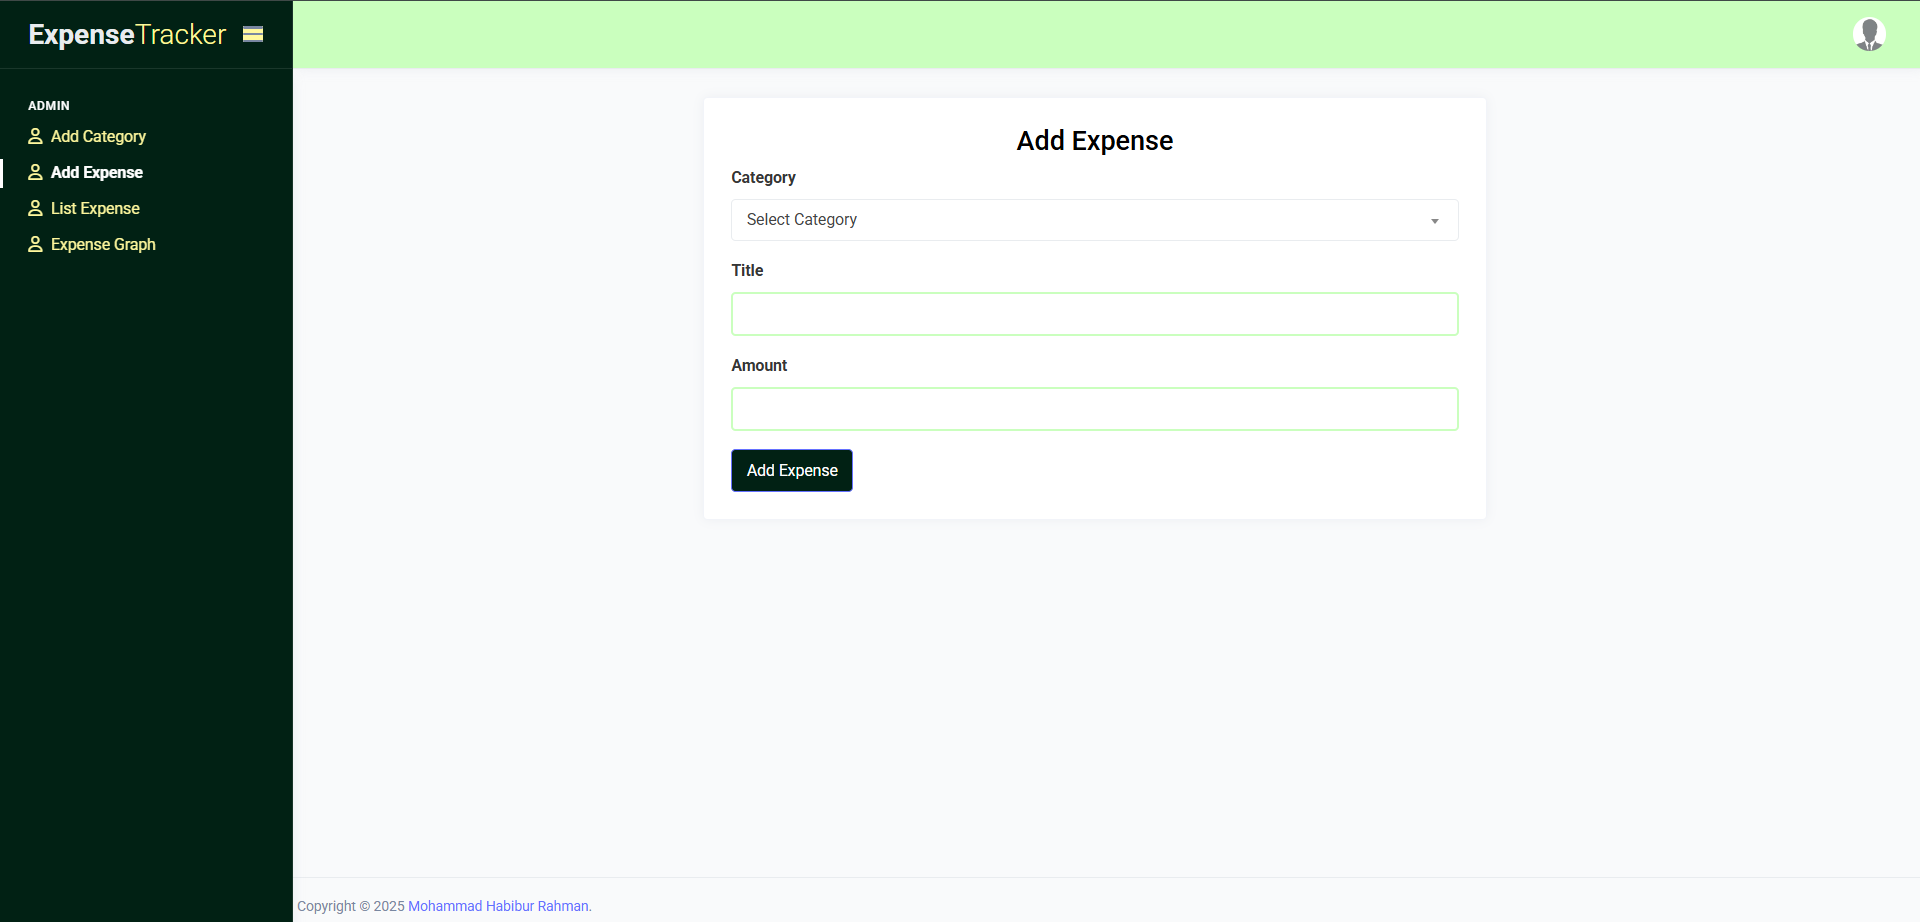 ExpenseTracker
ADMIN
Add Category
Add Expense
List Expense
Expense Graph
Add Expense
Category
Select Category
Title
Amount
Add Expense
Copyright © 2025 Mohammad Habibur Rahman.